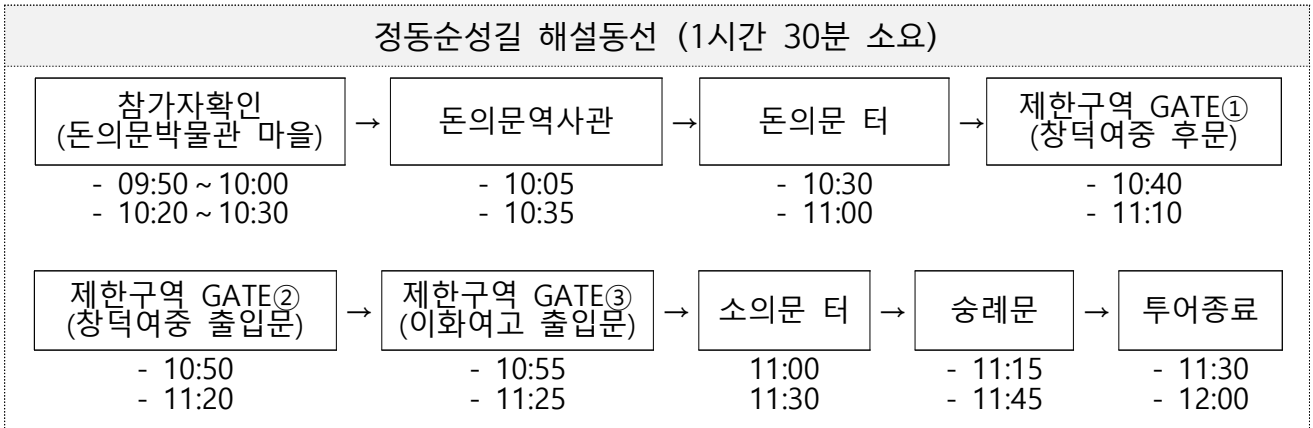 정동순성길 해설동선 (1시간 30분 소요)
참가자확인
(돈의문박물관 마을)
→
돈의문역사관
→
돈의문 터
→
제한구역 GATE①
(창덕여중 후문)
- 09:50 ~ 10:00
- 10:20 ~ 10:30
- 10:05
- 10:35
- 10:30
- 11:00
- 10:40
- 11:10
제한구역 GATE②
(창덕여중 출입문)
→
제한구역 GATE③
(이화여고 출입문)
→
소의문 터
→
숭례문
→
투어종료
- 10:50
- 11:20
- 10:55
- 11:25
11:00
11:30
- 11:15
- 11:45
- 11:30
- 12:00